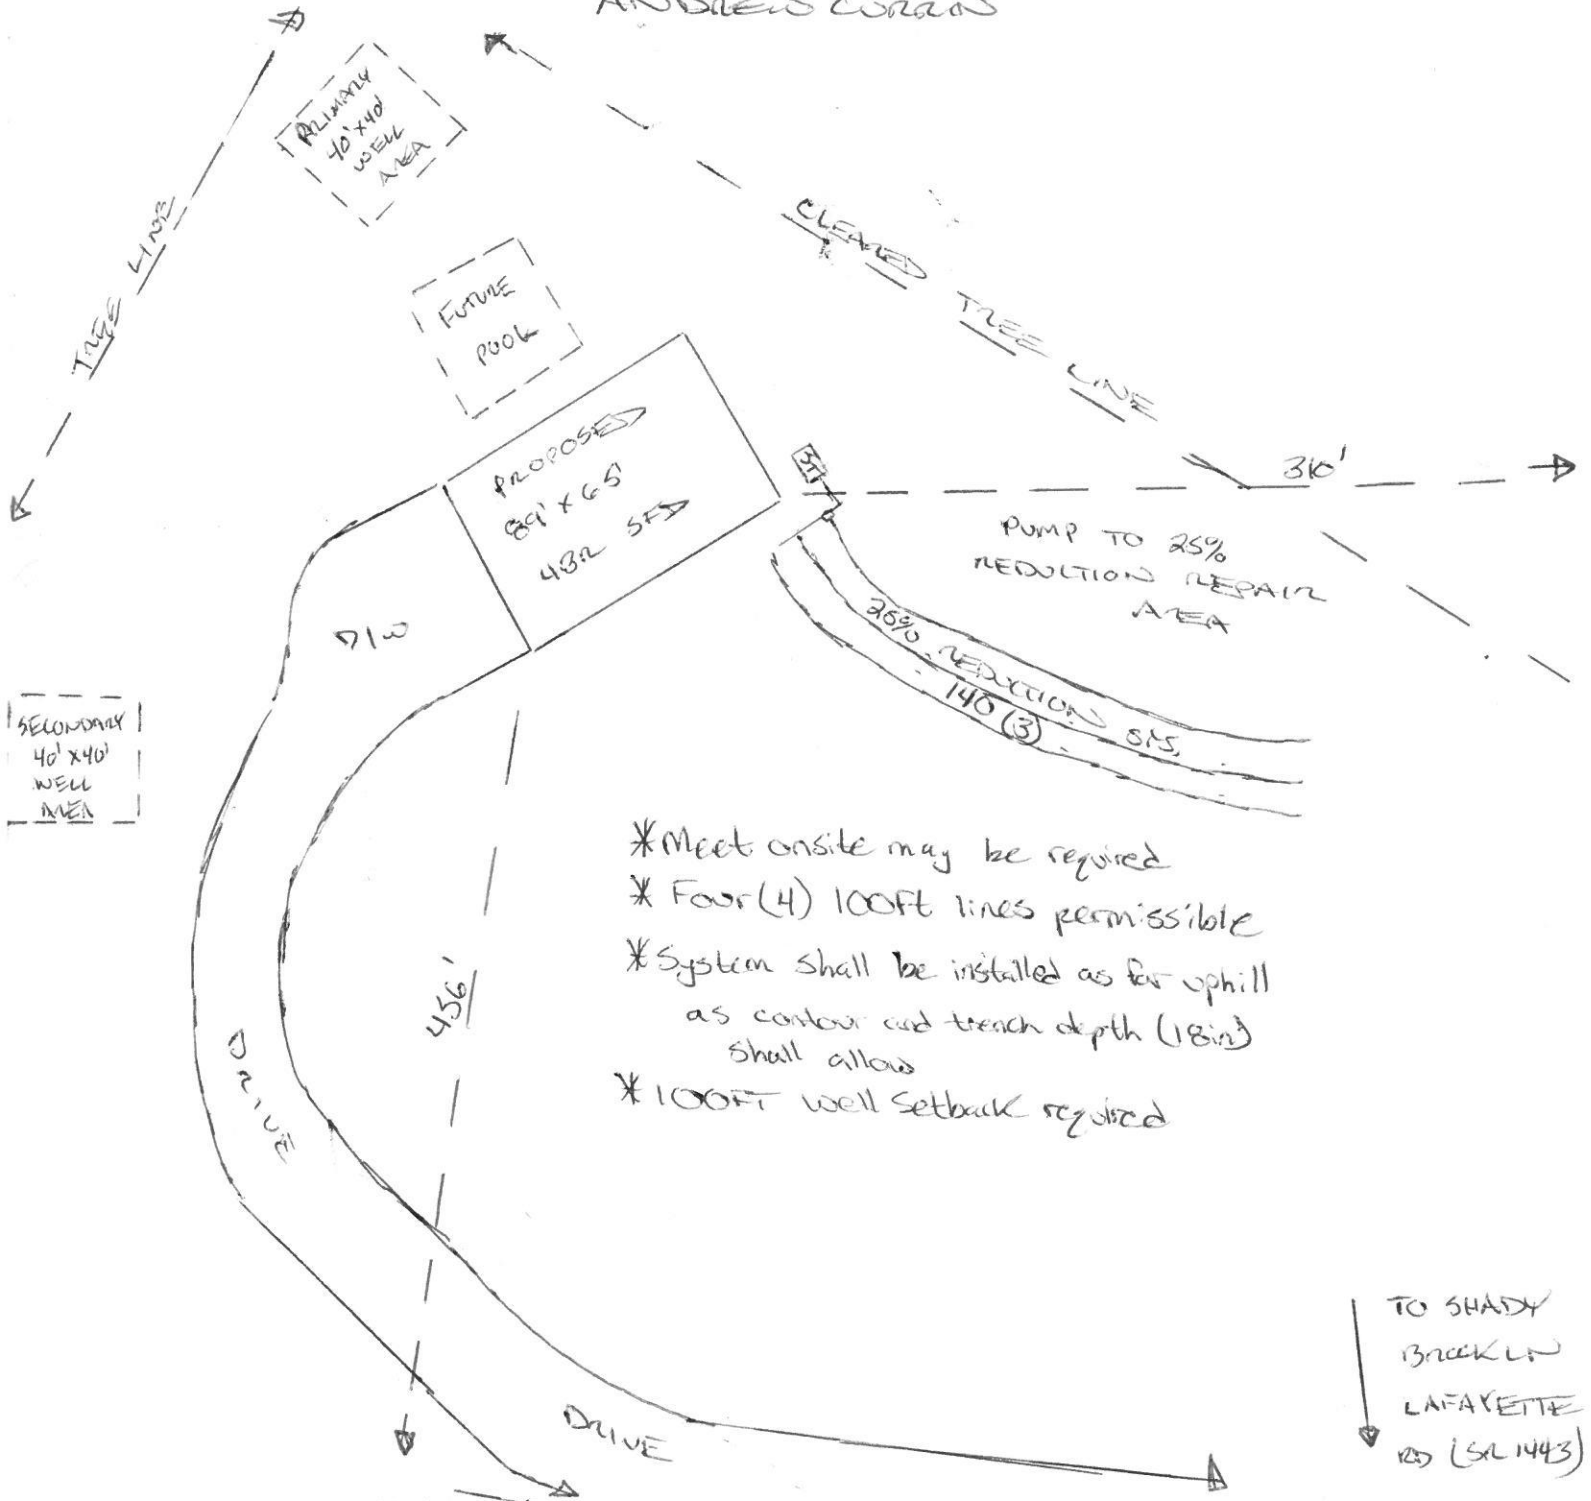 ANDREW CURRIN
PRIMARY
40'x40'
WELL
AREA
TREE LINE
CLEARED TREE LINE
FUTURE
POOL
PROPOSED
89' x 65'
4BR SFD
ST
310'
PUMP TO 25%
REDUCTION REPAIR
AREA
D/W
25% REDUCTION SYS.
140 (3)
SECONDARY
40'x40'
WELL
AREA
* Meet onsite may be required
* Four (4) 100ft lines permissible
* System shall be installed as far uphill
as contour and trench depth (18in)
shall allow
* 100FT well setback required
456'
DRIVE
DRIVE
TO SHADY
BROOK LN
LAFAYETTE
RD (SR 1443)